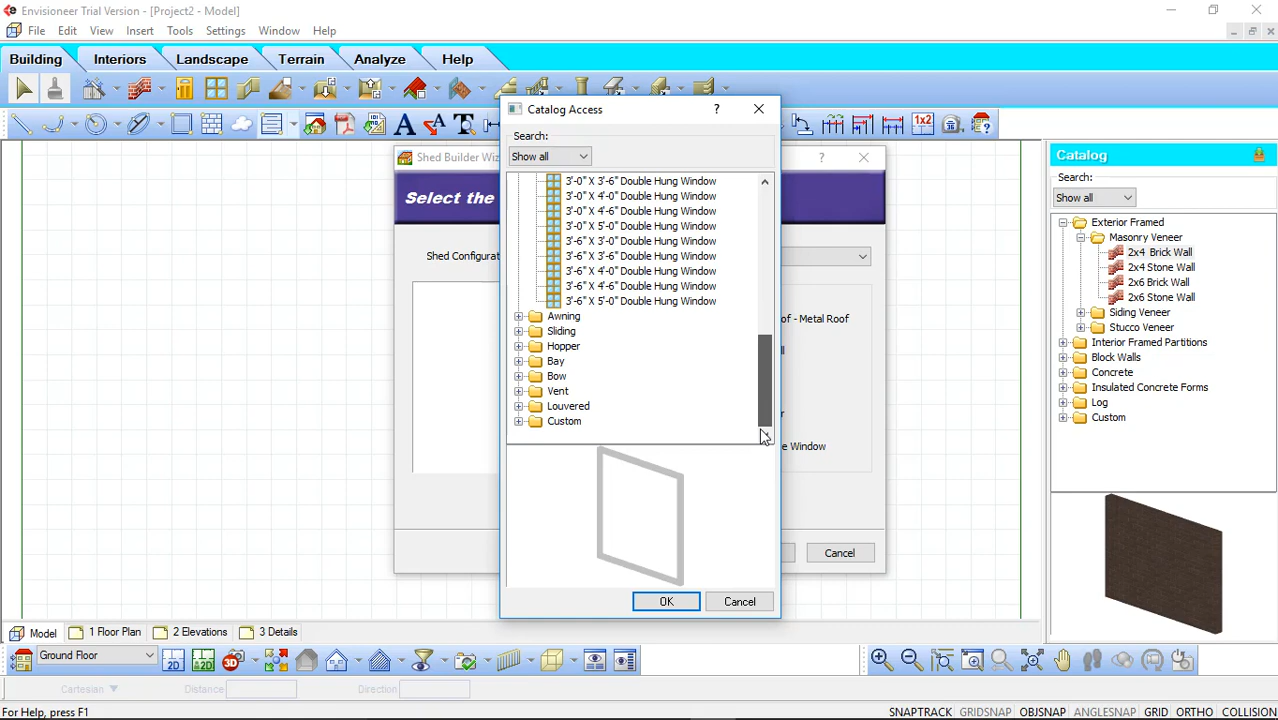 Envisioneer Trial Version - [Project2 - Model]
File Edit View Insert Tools Settings Window Help
Building Interiors Landscape Terrain Analyze Help
1x2
Shed Builder Wiz
Select the
Shed Configurat
of - Metal Roof
all
r
e Window
Cancel
Catalog Access
Search:
Show all
3'-0" X 3'-6" Double Hung Window
3'-0" X 4'-0" Double Hung Window
3'-0" X 4'-6" Double Hung Window
3'-0" X 5'-0" Double Hung Window
3'-6" X 3'-0" Double Hung Window
3'-6" X 3'-6" Double Hung Window
3'-6" X 4'-0" Double Hung Window
3'-6" X 4'-6" Double Hung Window
3'-6" X 5'-0" Double Hung Window
Awning
Sliding
Hopper
Bay
Bow
Vent
Louvered
Custom
OK Cancel
Catalog
Search:
Show all
Exterior Framed
Masonry Veneer
2x4 Brick Wall
2x4 Stone Wall
2x6 Brick Wall
2x6 Stone Wall
Siding Veneer
Stucco Veneer
Interior Framed Partitions
Block Walls
Concrete
Insulated Concrete Forms
Log
Custom
Model 1 Floor Plan 2 Elevations 3 Details
Ground Floor 2D 2D 3D
Cartesian Distance: Direction:
For Help, press F1
SNAPTRACK GRIDSNAP OBJSNAP ANGLESNAP GRID ORTHO COLLISION